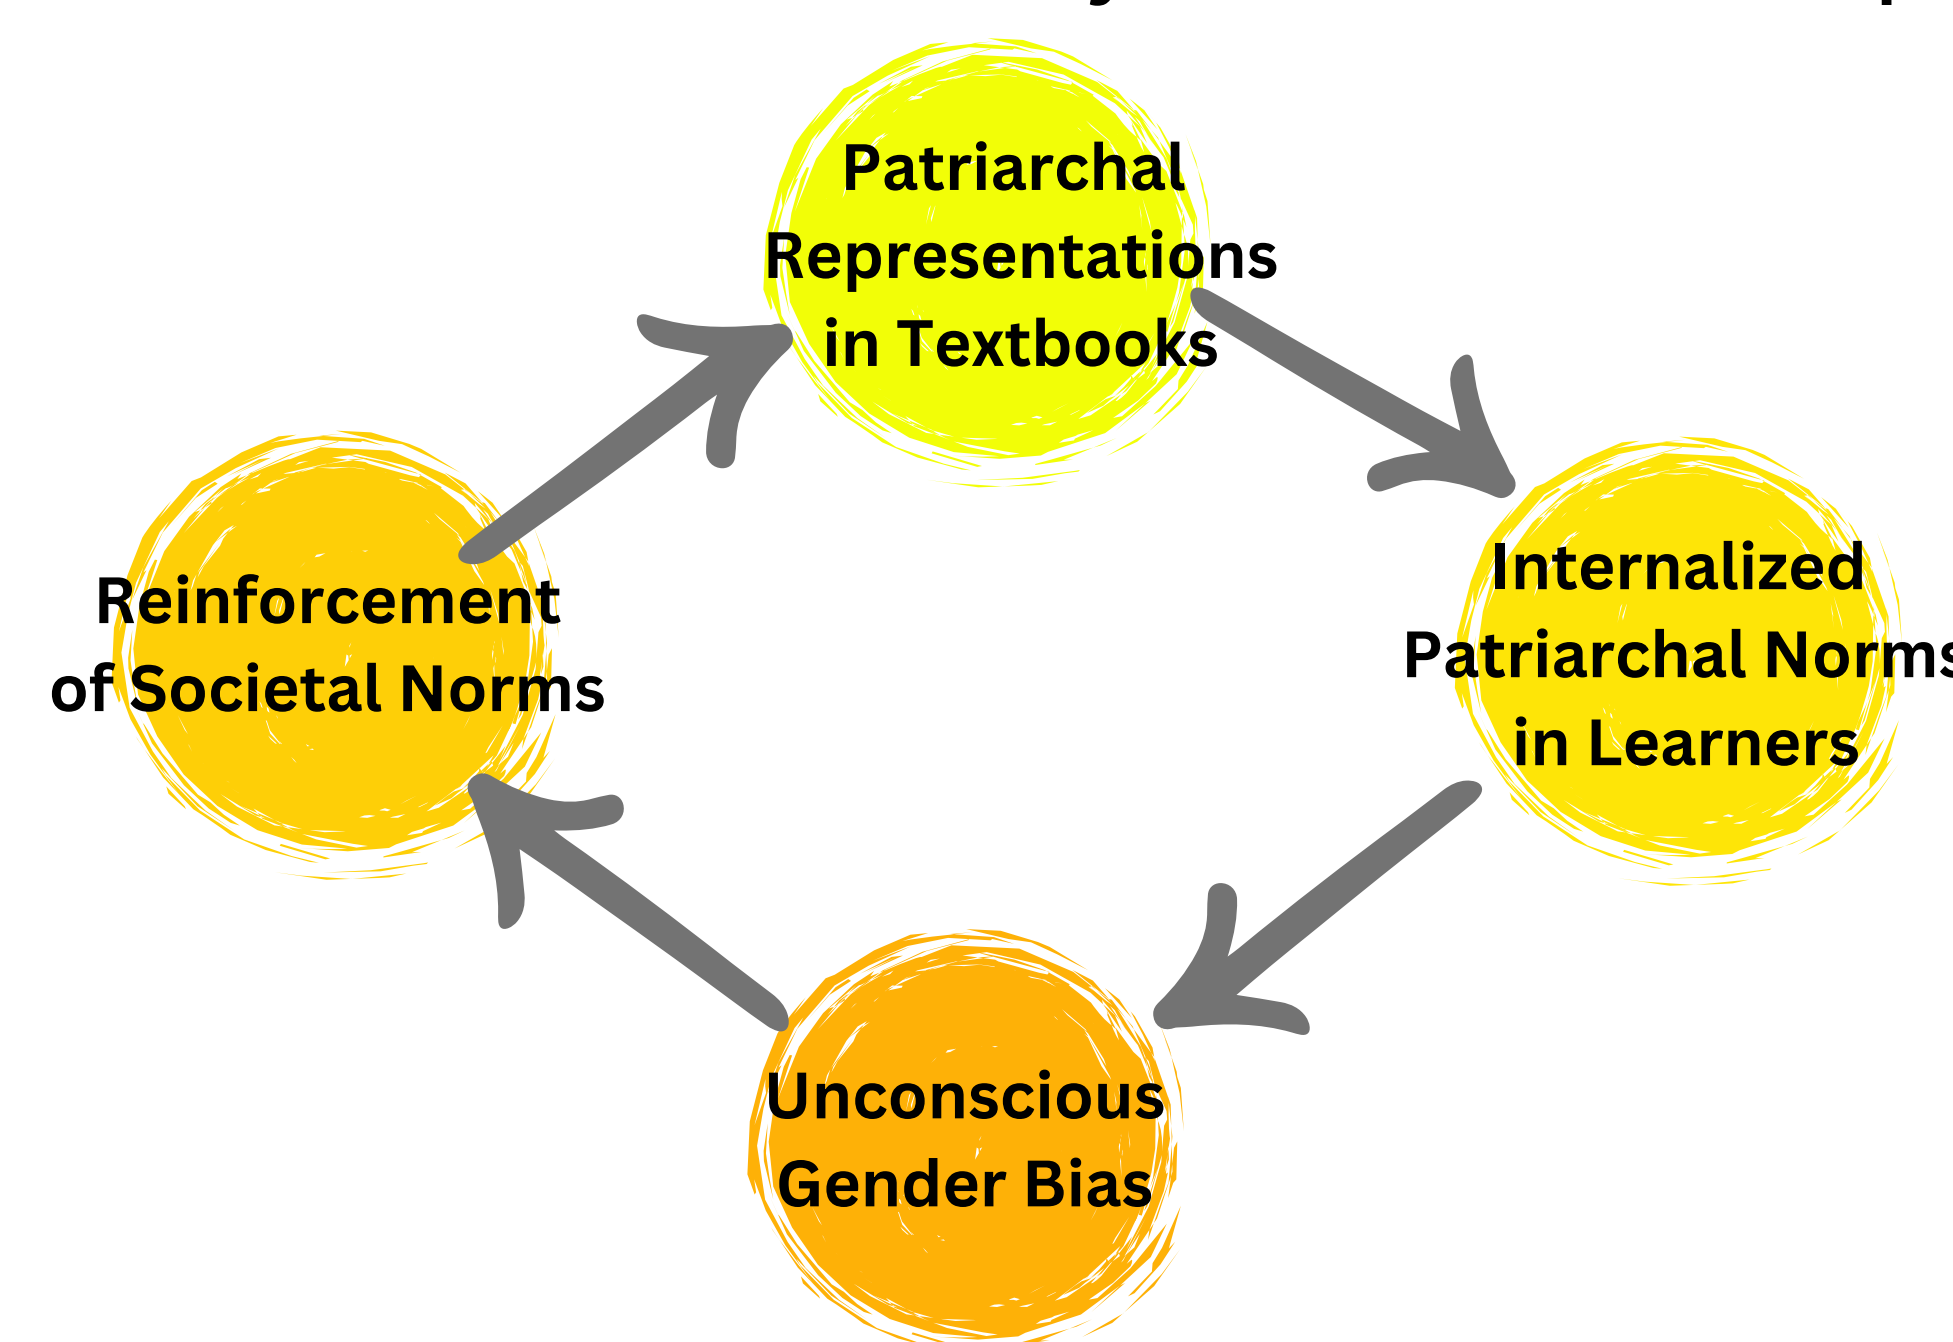 Patriarchal
Representations
in Textbooks
Internalized
Patriarchal Norms
in Learners
Unconscious
Gender Bias
Reinforcement
of Societal Norms